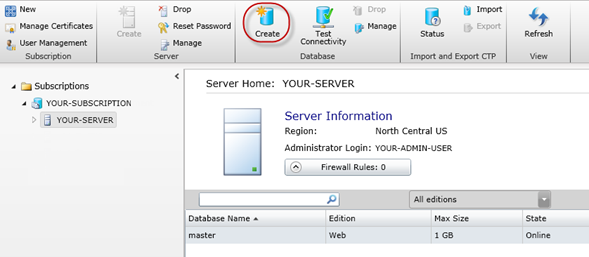 New
Manage Certificates
User Management
Subscription
Create
Drop
Reset Password
Manage
Server
Create
Test Connectivity
Drop
Manage
Database
Status
Import
Export
Import and Export CTP
Refresh
View
Subscriptions
YOUR-SUBSCRIPTION
YOUR-SERVER
Server Home: YOUR-SERVER
Server Information
Region: North Central US
Administrator Login: YOUR-ADMIN-USER
Firewall Rules: 0
All editions
Database Name Edition Max Size State
master Web 1 GB Online